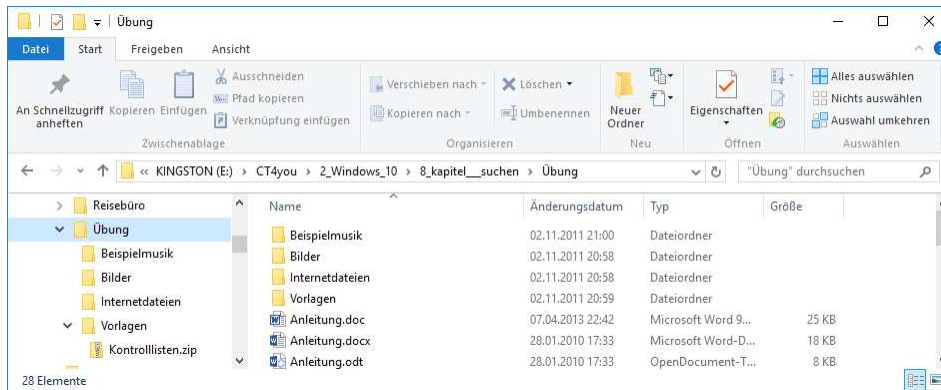 Übung
Datei Start Freigeben Ansicht
An Schnellzugriff anheften
Kopieren
Einfügen
Ausschneiden
Pfad kopieren
Verknüpfung einfügen
Zwischenablage
Verschieben nach
Kopieren nach
Löschen
Umbenennen
Organisieren
Neuer Ordner
Neu
Eigenschaften
Öffnen
Alles auswählen
Nichts auswählen
Auswahl umkehren
Auswählen
« KINGSTON (E:) > CT4you > 2_Windows_10 > 8_kapitel__suchen > Übung
"Übung" durchsuchen
Reisebüro
Übung
Beispielmusik
Bilder
Internetdateien
Vorlagen
Kontrolllisten.zip
Name Änderungsdatum Typ Größe
Beispielmusik 02.11.2011 21:00 Dateiordner
Bilder 02.11.2011 20:58 Dateiordner
Internetdateien 02.11.2011 20:58 Dateiordner
Vorlagen 02.11.2011 20:59 Dateiordner
Anleitung.doc 07.04.2013 22:42 Microsoft Word 9... 25 KB
Anleitung.docx 28.01.2010 17:33 Microsoft Word-D... 18 KB
Anleitung.odt 28.01.2010 17:33 OpenDocument-T... 8 KB
28 Elemente